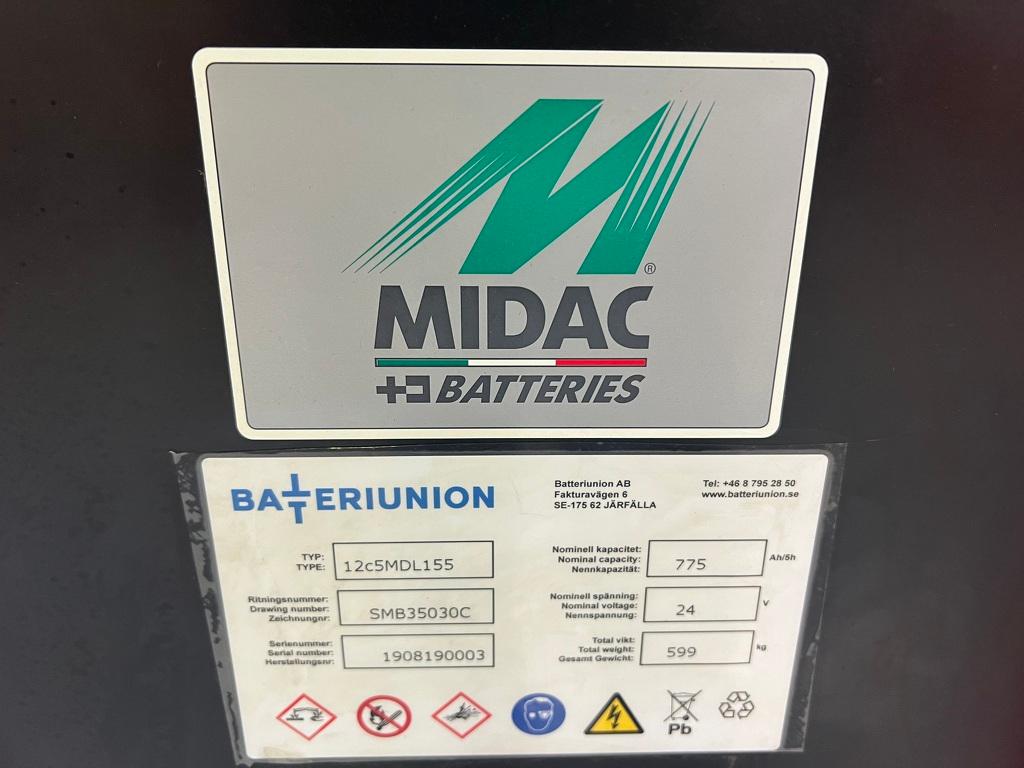 ®
MIDAC
BATTERIES
BATTERIUNION
Batteriunion AB
Fakturavägen 6
SE-175 62 JÄRFÄLLA
Tel: +46 8 795 28 50
www.batteriunion.se
TYP:
TYPE:
12c5MDL155
Ritningsnummer:
Drawing number:
Zeichnungnr:
SMB35030C
Serienummer:
Serial number:
Herstellungsnr:
1908190003
Nominell kapacitet:
Nominal capacity:
Nennkapazität:
775 Ah/5h
Nominell spänning:
Nominal voltage:
Nennspannung:
24 V
Total vikt:
Total weight:
Gesamt Gewicht:
599 kg
Pb